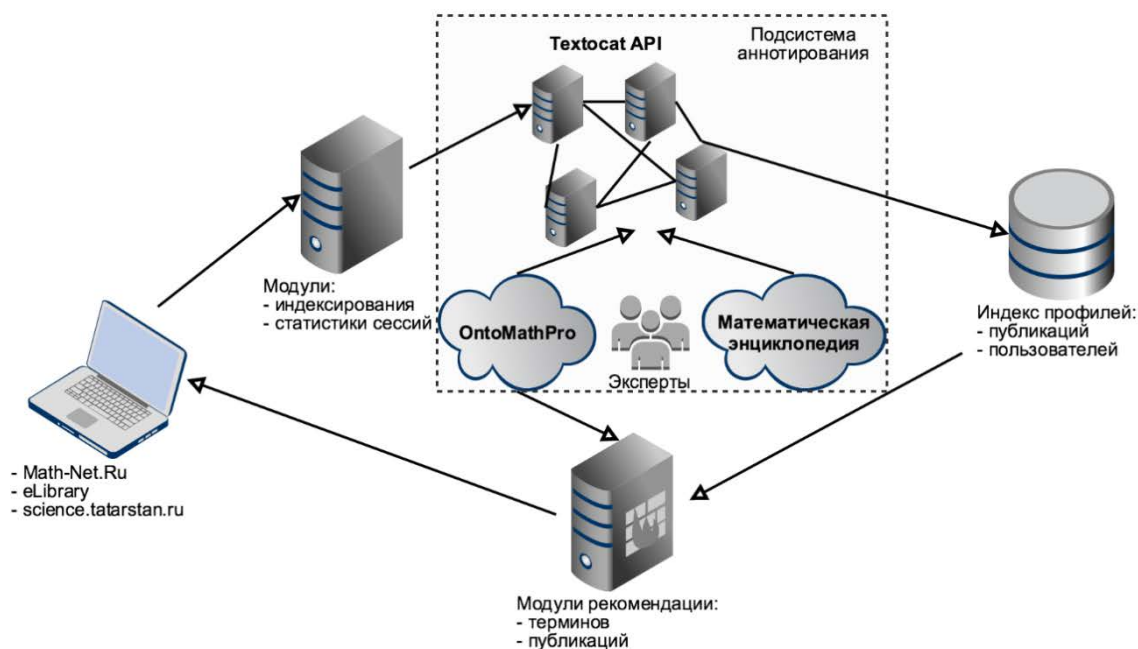 Подсистема
аннотирования
Textocat API
Модули:
- индексирования
- статистики сессий
OntoMathPro
Эксперты
Математическая
энциклопедия
Индекс профилей:
- публикаций
- пользователей
- Math-Net.Ru
- eLibrary
- science.tatarstan.ru
Модули рекомендации:
- терминов
- публикаций